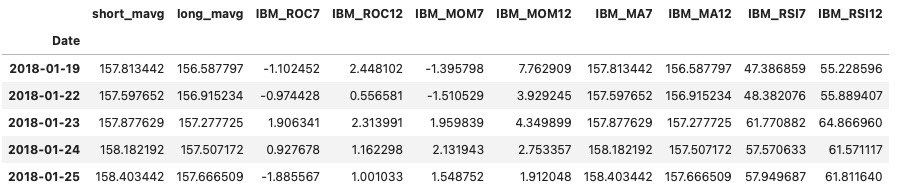 short_mavg long_mavg IBM_ROC7 IBM_ROC12 IBM_MOM7 IBM_MOM12 IBM_MA7 IBM_MA12 IBM_RSI7 IBM_RSI12
Date
2018-01-19 157.813442 156.587797 -1.102452 2.448102 -1.395798 7.762909 157.813442 156.587797 47.386859 55.228596
2018-01-22 157.597652 156.915234 -0.974428 0.556581 -1.510529 3.929245 157.597652 156.915234 48.382076 55.889407
2018-01-23 157.877629 157.277725 1.906341 2.313991 1.959839 4.349899 157.877629 157.277725 61.770882 64.866960
2018-01-24 158.182192 157.507172 0.927678 1.162298 2.131943 2.753357 158.182192 157.507172 57.570633 61.571117
2018-01-25 158.403442 157.666509 -1.885567 1.001033 1.548752 1.912048 158.403442 157.666509 57.949687 61.811640